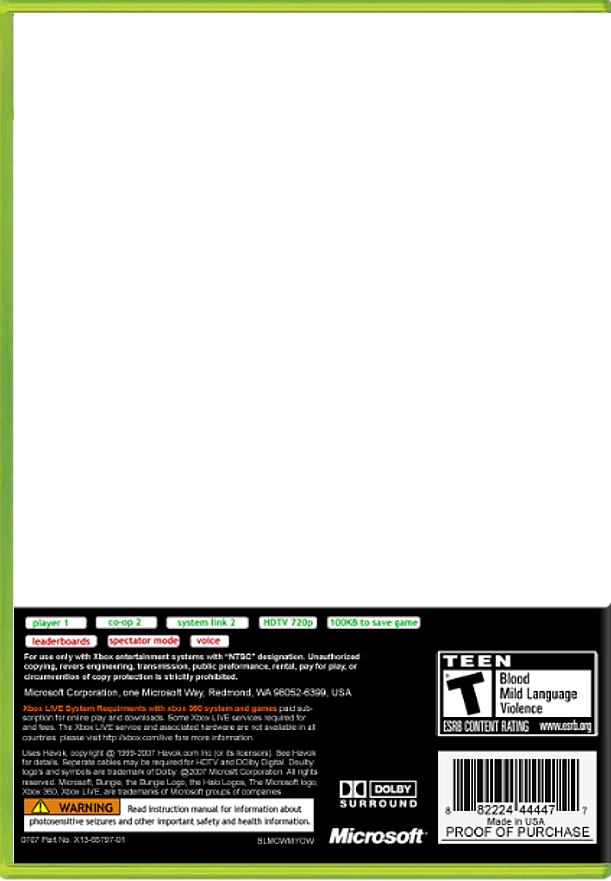 player 1 co-op 2 system link 2 HDTV 720p 100KB to save game
leaderboards spectator mode voice
For use only with Xbox entertainment systems with "NTSC" designation. Unauthorized
copying, revers engineering, transmission, public preformance, rental, pay for play, or
circumvention of copy protection is strictly prohibited.
Microsoft Corporation, one Microsoft Way, Redmond, WA 98052-6399, USA
Xbox LIVE System Requirments with xbox 360 system and games paid sub-
scription for online play and downloads. Some Xbox LIVE services required for
and fees. The Xbox LIVE service and associated hardware are not available in all
countries. please visit http://xbox.com/live fore more information.
Uses Havok, copyright @ 1999-2007 Havok.com Inc (or its licensors). See Havok
for details. Seperate cables may be required for HDTV and DOlby Digital. Doulby
logo's and symbols are trademark of Dolby. @2007 Microsft Corporation. All rights
reserved. Microsoft, Bungie, the Bungie Logo, the Halo Logos, The Microsoft logo,
Xbox 360, Xbox LIVE, are trademarks of Microsoft groups of companies
WARNING Read instruction manual for information about
photosensitive seizures and other important safety and health information.
0707 Part No. X13-65797-01
DOLBY
SURROUND
Microsoft
TEEN
T
Blood
Mild Language
Violence
ESRB CONTENT RATING www.esrb.org
8 82224 44447 7
Made in USA
PROOF OF PURCHASE